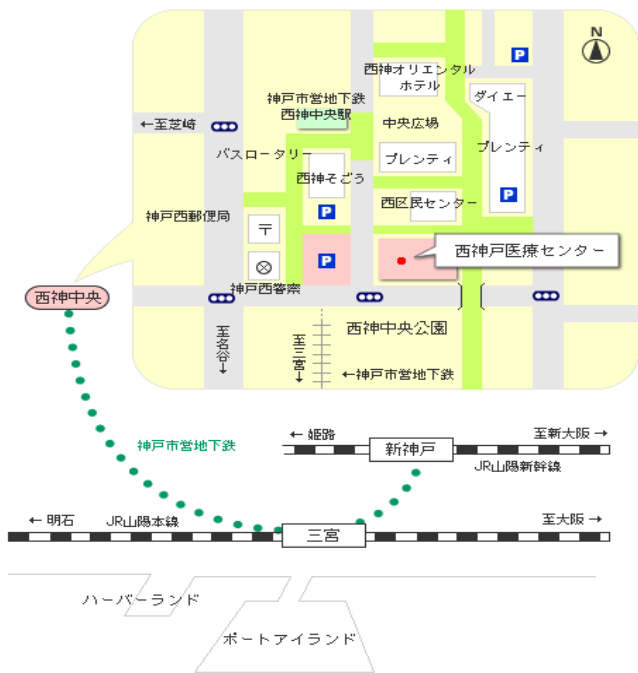 N
P
西神オリエンタル
ホテル
ダイエー
神戸市営地下鉄
西神中央駅
←至芝崎
中央広場
バスロータリー
プレンティ
プレンティ
西神そごう
P
西区民センター
P
神戸西郵便局
〒
西神戸医療センター
P
神戸西警察
西神中央
西神中央公園
至名谷→
至三宮→
←神戸市営地下鉄
神戸市営地下鉄
← 姫路
新神戸
至新大阪 →
JR山陽新幹線
← 明石
JR山陽本線
三宮
至大阪 →
ハーバーランド
ポートアイランド